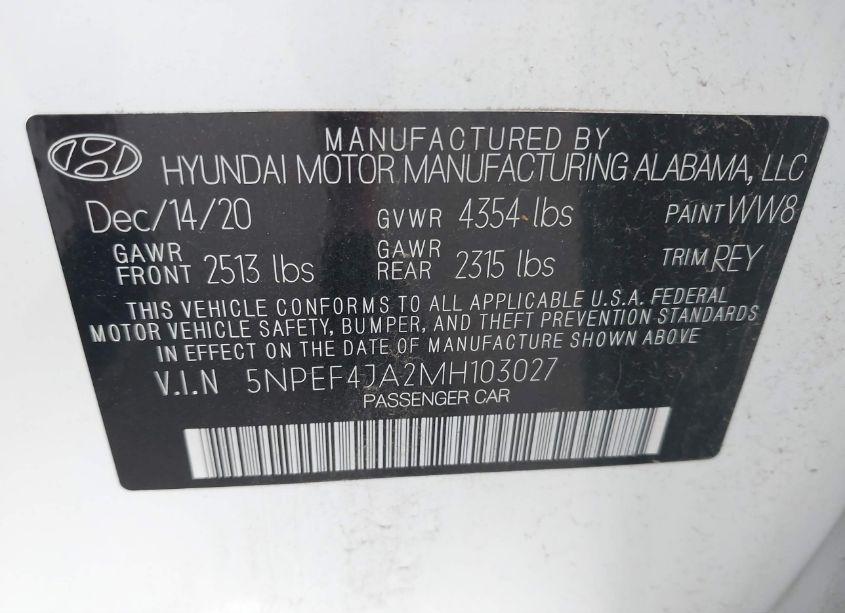 MANUFACTURED BY
HYUNDAI MOTOR MANUFACTURING ALABAMA, LLC
Dec/14/20 GVWR 4354 lbs PAINT WW8
GAWR FRONT 2513 lbs GAWR REAR 2315 lbs TRIM REY
THIS VEHICLE CONFORMS TO ALL APPLICABLE U.S.A. FEDERAL
MOTOR VEHICLE SAFETY, BUMPER, AND THEFT PREVENTION STANDARDS
IN EFFECT ON THE DATE OF MANUFACTURE SHOWN ABOVE
V.I.N 5NPEF4JA2MH103027
PASSENGER CAR